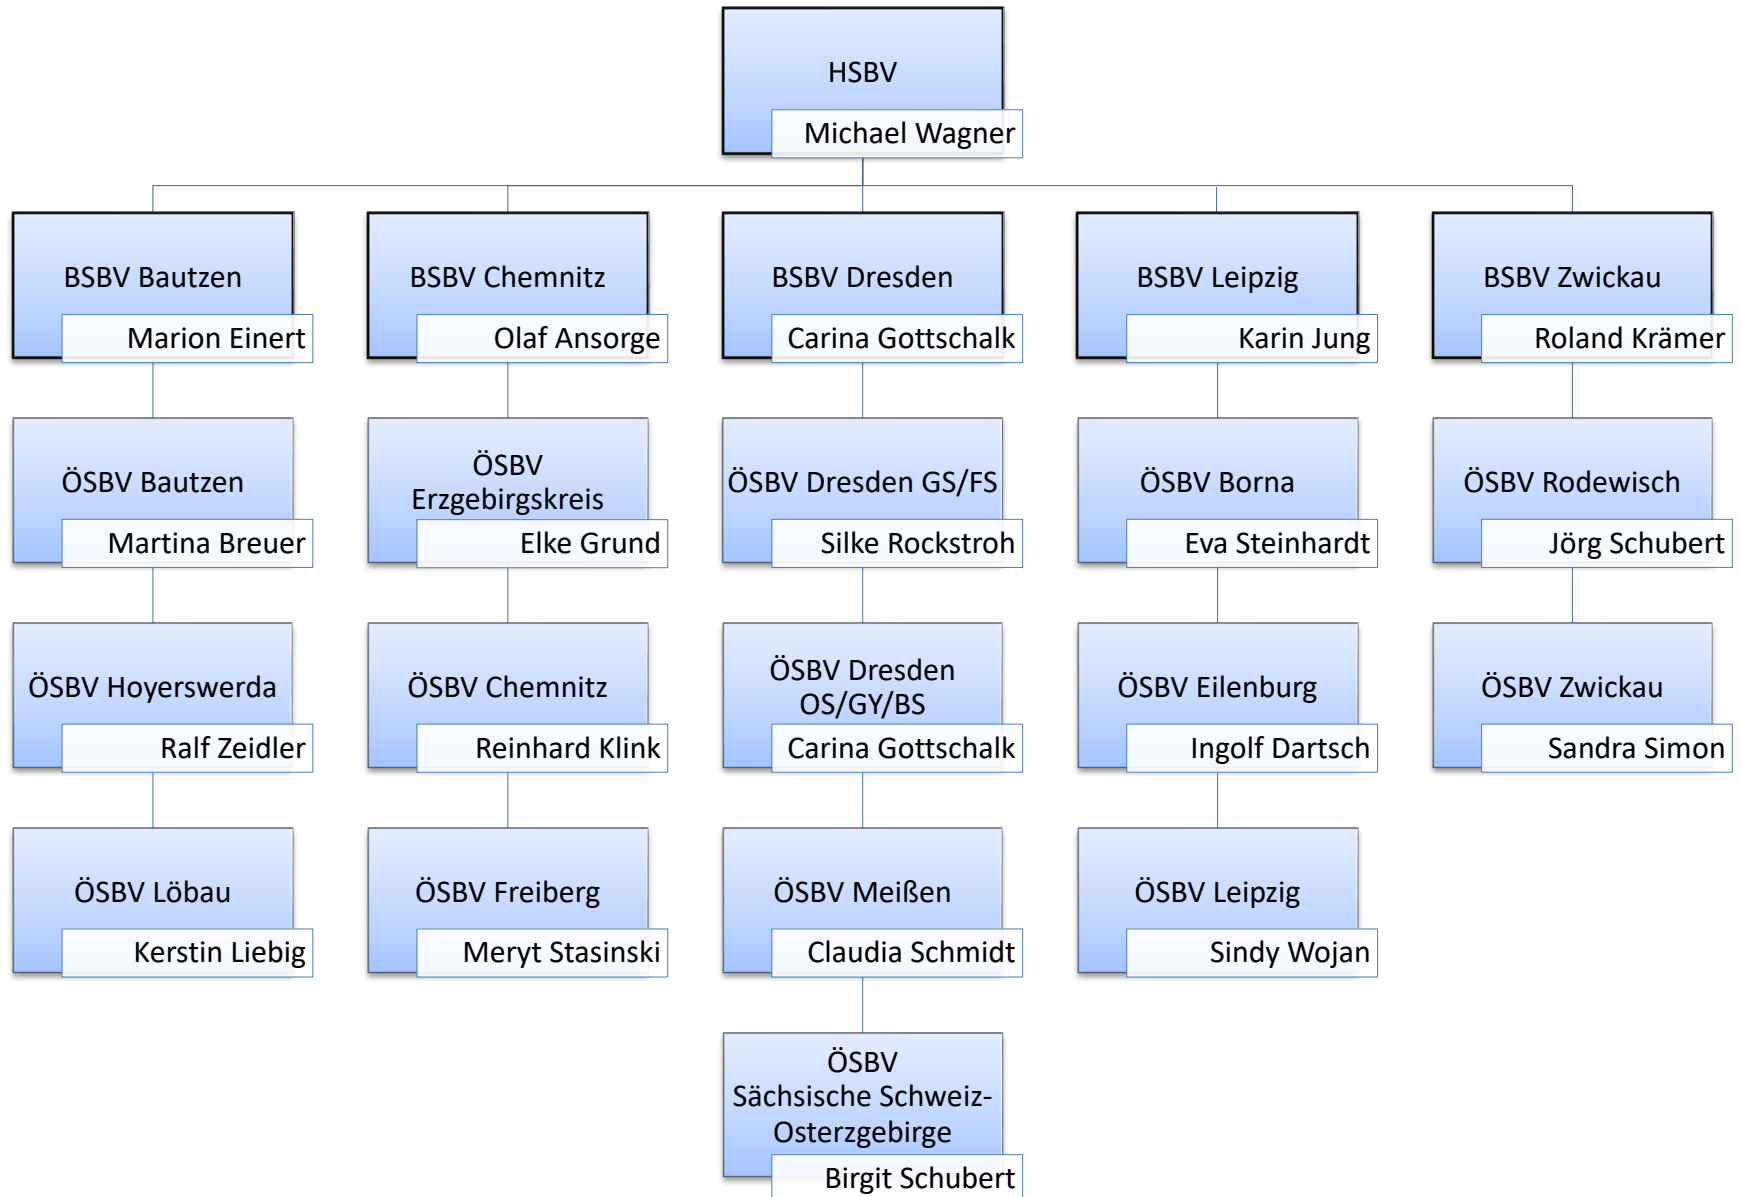 HSBV
Michael Wagner
BSBV Bautzen
Marion Einert
BSBV Chemnitz
Olaf Ansorge
BSBV Dresden
Carina Gottschalk
BSBV Leipzig
Karin Jung
BSBV Zwickau
Roland Krämer
ÖSBV Bautzen
Martina Breuer
ÖSBV
Erzgebirgskreis
Elke Grund
ÖSBV Dresden GS/FS
Silke Rockstroh
ÖSBV Borna
Eva Steinhardt
ÖSBV Rodewisch
Jörg Schubert
ÖSBV Hoyerswerda
Ralf Zeidler
ÖSBV Chemnitz
Reinhard Klink
ÖSBV Dresden
OS/GY/BS
Carina Gottschalk
ÖSBV Eilenburg
Ingolf Dartsch
ÖSBV Zwickau
Sandra Simon
ÖSBV Löbau
Kerstin Liebig
ÖSBV Freiberg
Meryt Stasinski
ÖSBV Meißen
Claudia Schmidt
ÖSBV Leipzig
Sindy Wojan
ÖSBV
Sächsische Schweiz-
Osterzgebirge
Birgit Schubert